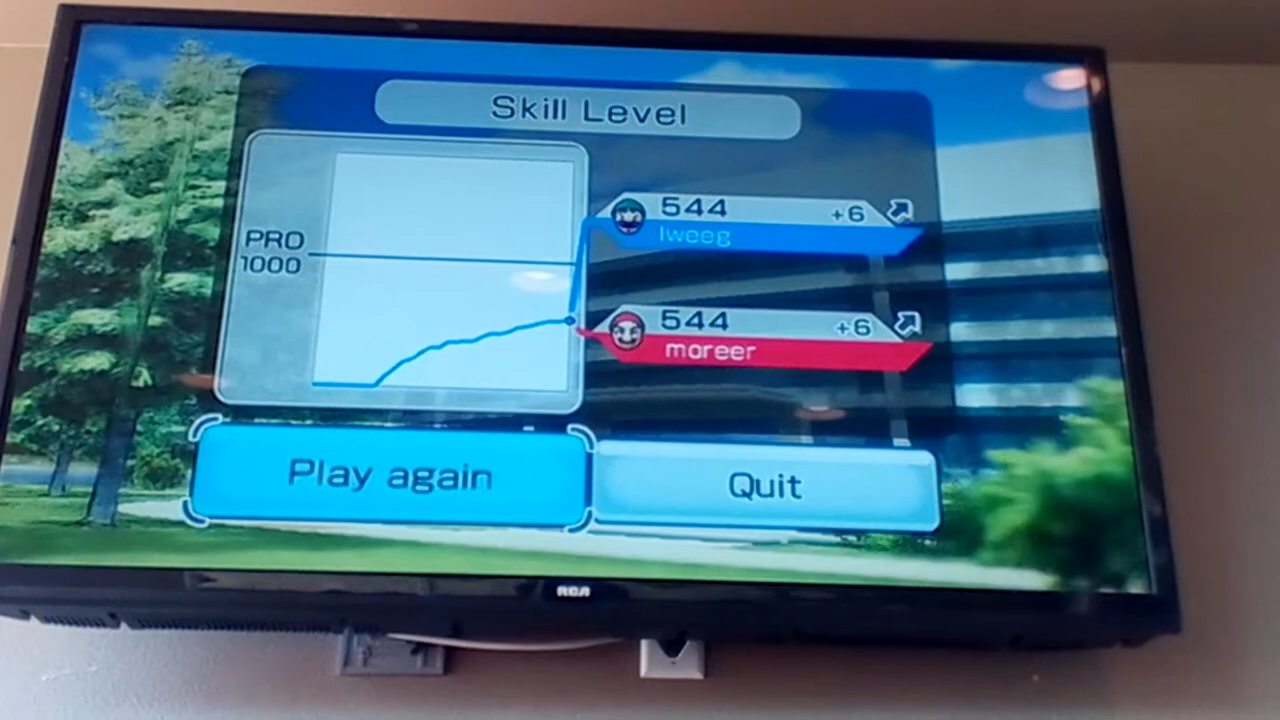 Skill Level
PRO
1000
544 +6
lweeg
544 +6
moreer
Play again
Quit
RCA